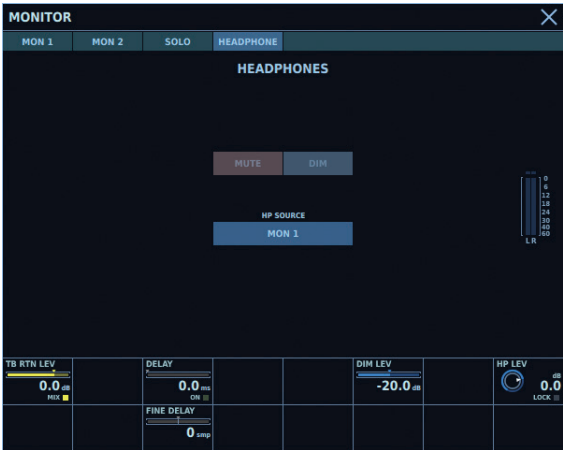 MONITOR
MON 1 MON 2 SOLO HEADPHONE
HEADPHONES
MUTE DIM
HP SOURCE
MON 1
0
6
12
18
24
30
40
60
L R
TB RTN LEV DELAY DIM LEV HP LEV
0.0 dB 0.0 ms -20.0 dB dB 0.0
MIX ON LOCK
FINE DELAY
0 smp